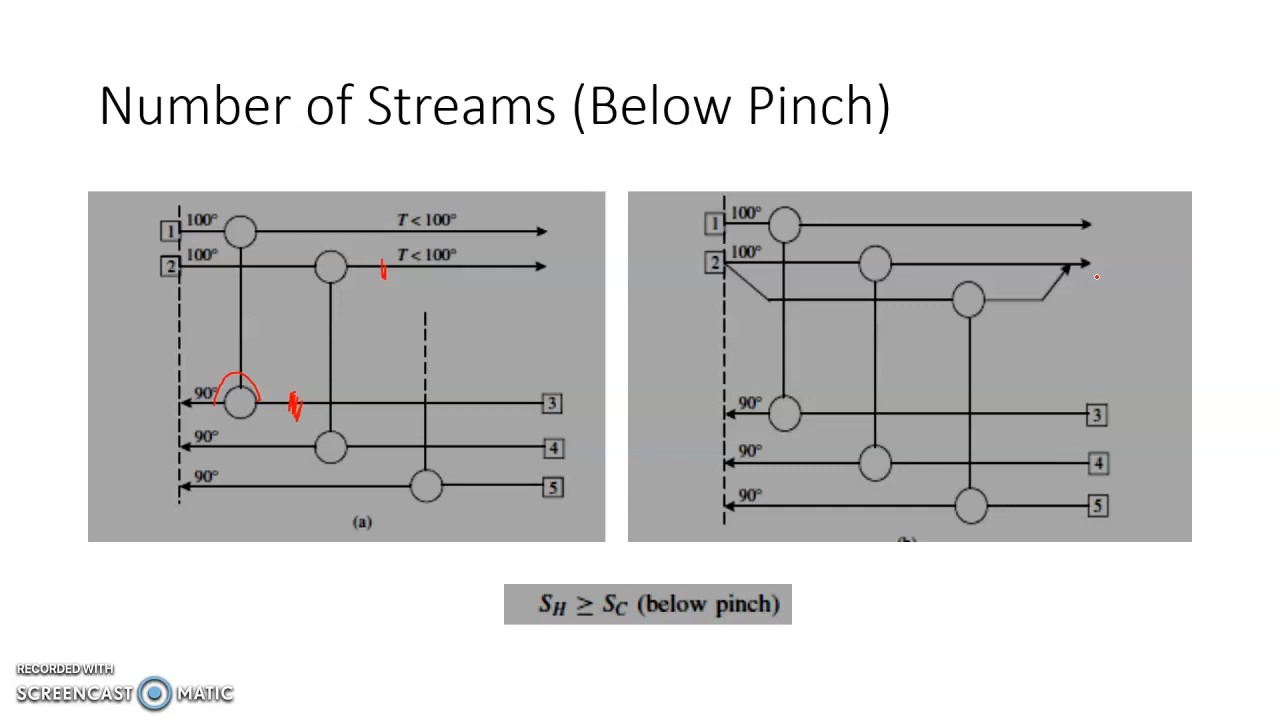 Number of Streams (Below Pinch)
1 100° T < 100°
2 100° T < 100°
90° 3
90° 4
90° 5
(a)
1 100°
2 100°
90° 3
90° 4
90° 5
S_H ≥ S_C (below pinch)
RECORDED WITH
SCREENCAST MATIC